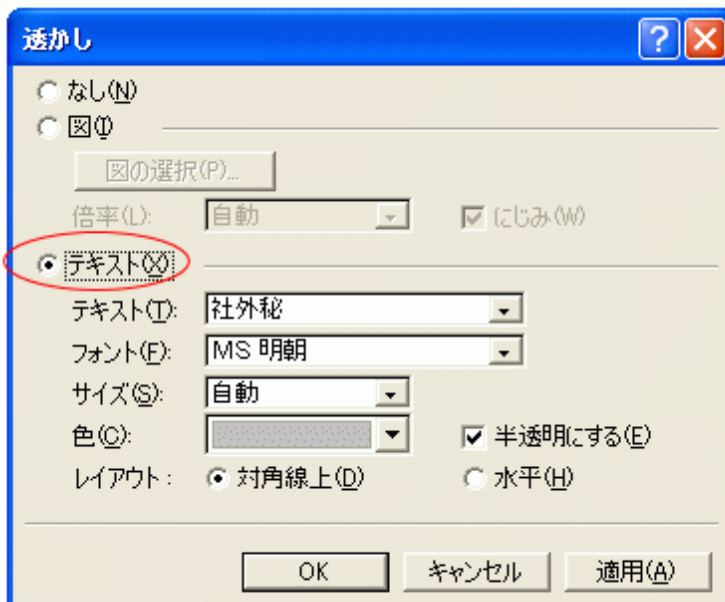 透かし
なし(N)
図(I)
図の選択(P)...
倍率(L): 自動 にじみ(W)
テキスト(X)
テキスト(T): 社外秘
フォント(F): MS 明朝
サイズ(S): 自動
色(C): 半透明にする(E)
レイアウト: 対角線上(D) 水平(H)
OK キャンセル 適用(A)